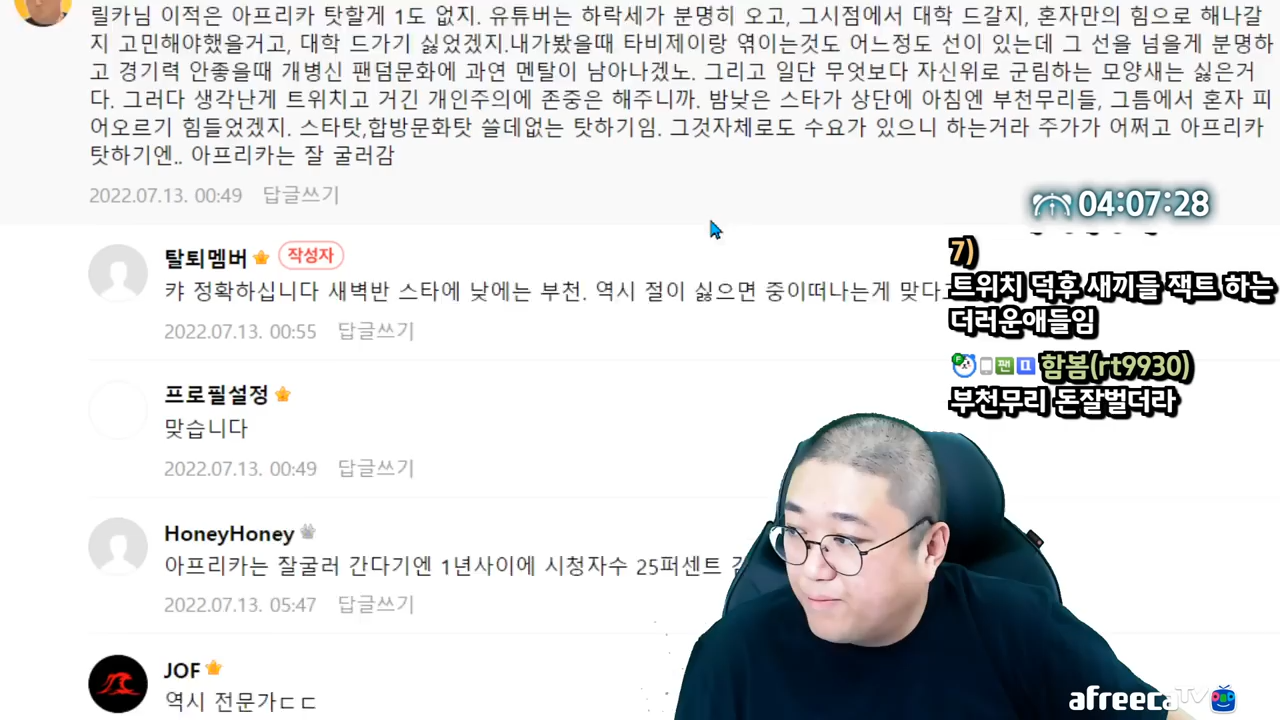 릴카님 이적은 아프리카 탓할게 1도 없지. 유튜버는 하락세가 분명히 오고, 그시점에서 대학 드갈지, 혼자만의 힘으로 해나갈
지 고민해야했을거고, 대학 드가기 싫었겠지.내가봤을때 타비제이랑 엮이는것도 어느정도 선이 있는데 그 선을 넘을게 분명하
고 경기력 안좋을때 개병신 팬덤문화에 과연 멘탈이 남아나겠노. 그리고 일단 무엇보다 자신위로 군림하는 모양새는 싫은거
다. 그러다 생각난게 트위치고 거긴 개인주의에 존중은 해주니까. 밤낮은 스타가 상단에 아침엔 부천무리들, 그틈에서 혼자 피
어오르기 힘들었겠지. 스타탓,합방문화탓 쓸데없는 탓하기임. 그것자체로도 수요가 있으니 하는거라 주가가 어쩌고 아프리카
탓하기엔.. 아프리카는 잘 굴러감
2022.07.13. 00:49 답글쓰기
04:07:28
탈퇴멤버 작성자
캬 정확하십니다 새벽반 스타에 낮에는 부천. 역시 절이 싫으면 중이떠나는게 맞다
2022.07.13. 00:55 답글쓰기
7)
트위치 덕후 새끼들 잭트 하는
더러운애들임
팬
함봄(rt9930)
부천무리 돈잘벌더라
프로필설정
맞습니다
2022.07.13. 00:49 답글쓰기
HoneyHoney
아프리카는 잘굴러 간다기엔 1년사이에 시청자수 25퍼센트
2022.07.13. 05:47 답글쓰기
JOF
역시 전문가ㄷㄷ
afreecaTV